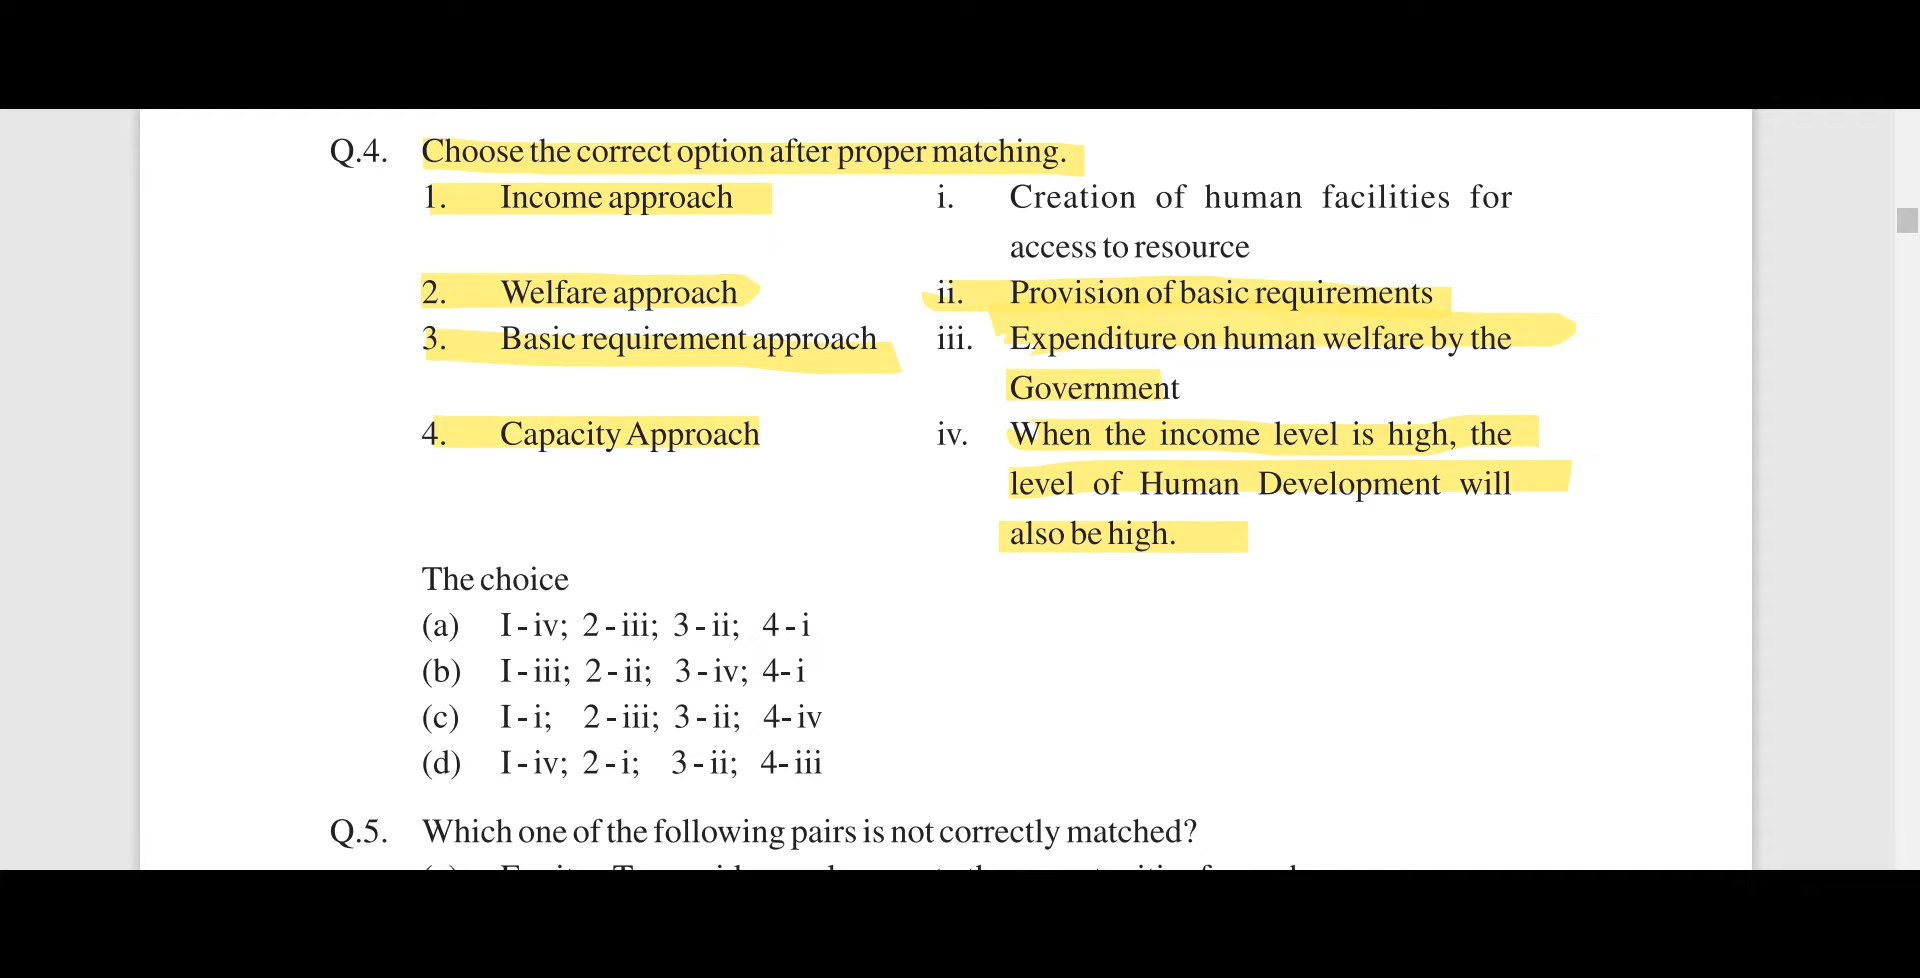 Q.4. Choose the correct option after proper matching.
1. Income approach i. Creation of human facilities for
access to resource
2. Welfare approach ii. Provision of basic requirements
3. Basic requirement approach iii. Expenditure on human welfare by the
Government
4. Capacity Approach iv. When the income level is high, the
level of Human Development will
also be high.
The choice
(a) I - iv; 2 - iii; 3 - ii; 4 - i
(b) I - iii; 2 - ii; 3 - iv; 4- i
(c) I - i; 2 - iii; 3 - ii; 4- iv
(d) I - iv; 2 - i; 3 - ii; 4- iii
Q.5. Which one of the following pairs is not correctly matched?